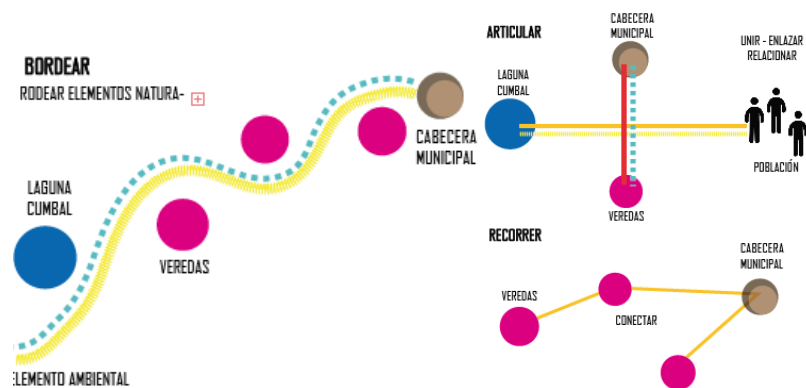 BORDEAR
RODEAR ELEMENTOS NATURA-
LAGUNA
CUMBAL
VEREDAS
CABECERA
MUNICIPAL
ELEMENTO AMBIENTAL
ARTICULAR
CABECERA
MUNICIPAL
UNIR - ENLAZAR
RELACIONAR
LAGUNA
CUMBAL
POBLACIÓN
VEREDAS
RECORRER
CABECERA
MUNICIPAL
VEREDAS
CONECTAR